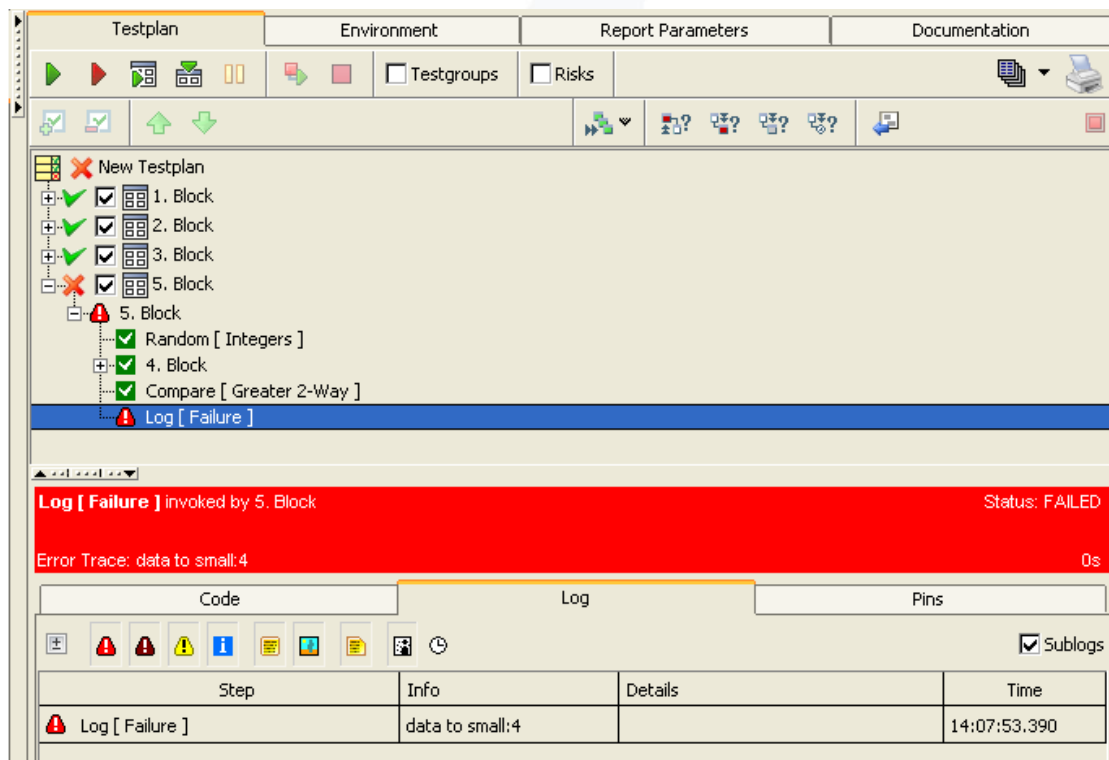 Testplan Environment Report Parameters Documentation
Testgroups Risks
New Testplan
1. Block
2. Block
3. Block
5. Block
5. Block
Random [ Integers ]
4. Block
Compare [ Greater 2-Way ]
Log [ Failure ]
Log [ Failure ] invoked by 5. Block Status: FAILED
Error Trace: data to small:4 0s
Code Log Pins
Sublogs
Step Info Details Time
Log [ Failure ] data to small:4 14:07:53.390